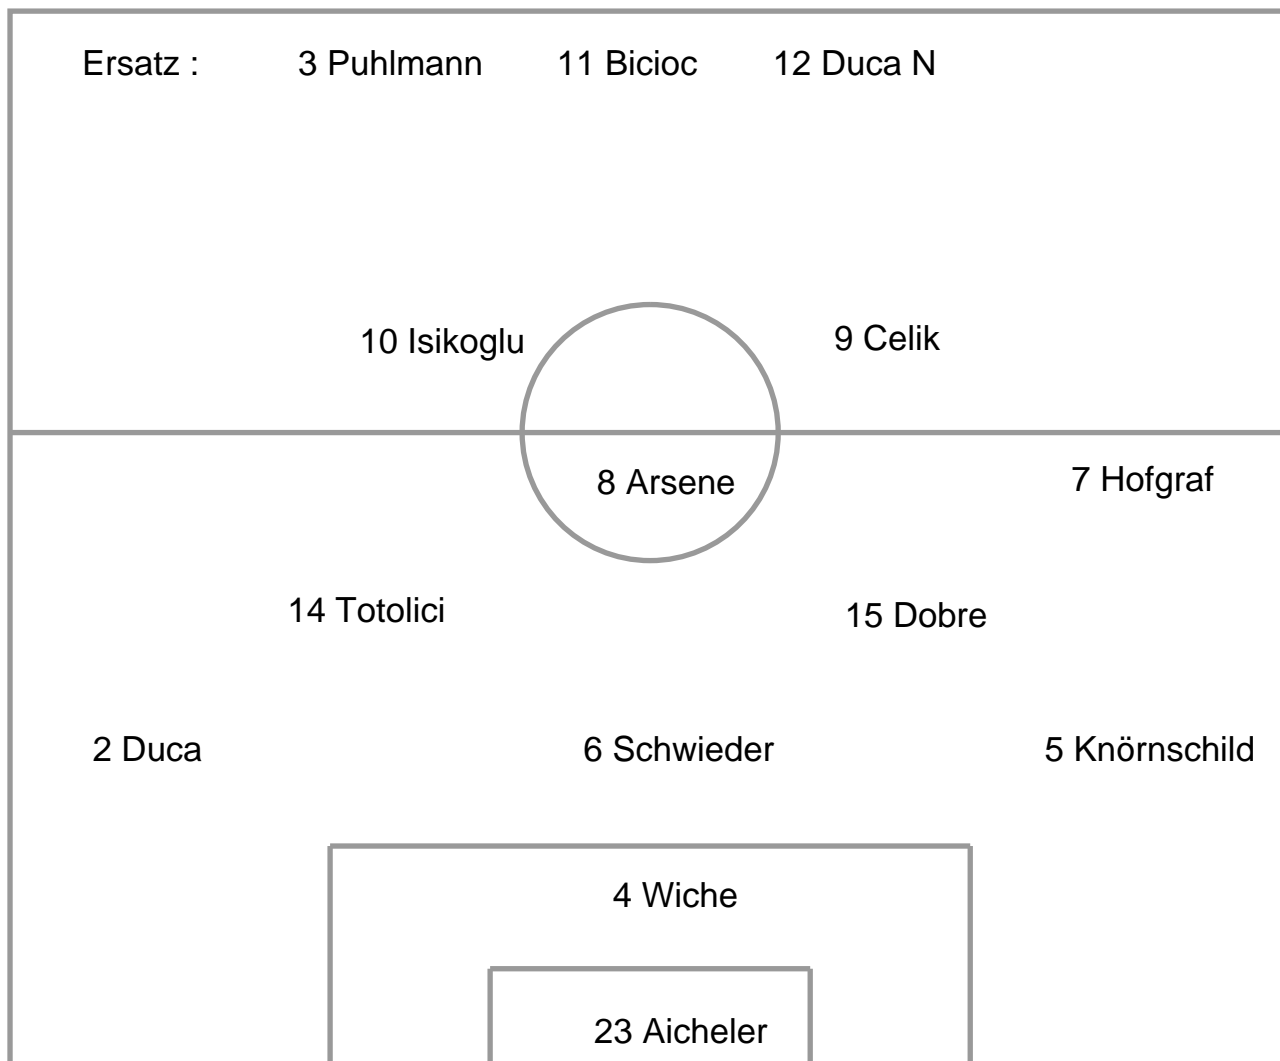 Ersatz : 3 Puhlmann 11 Bicioc 12 Duca N
10 Isikoglu 9 Celik
8 Arsene 7 Hofgraf
14 Totolici 15 Dobre
2 Duca 6 Schwieder 5 Knörnschild
4 Wiche
23 Aicheler